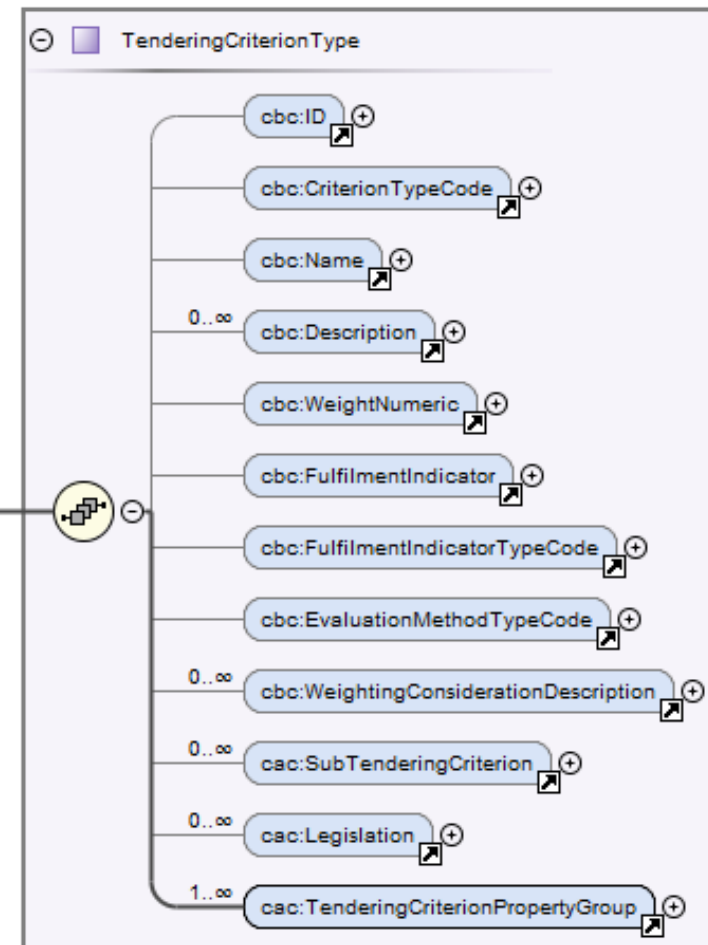 TenderingCriterionType
cbc:ID
cbc:CriterionTypeCode
cbc:Name
0..∞
cbc:Description
cbc:WeightNumeric
cbc:FulfilmentIndicator
cbc:FulfilmentIndicatorTypeCode
cbc:EvaluationMethodTypeCode
0..∞
cbc:WeightingConsiderationDescription
0..∞
cac:SubTenderingCriterion
0..∞
cac:Legislation
1..∞
cac:TenderingCriterionPropertyGroup